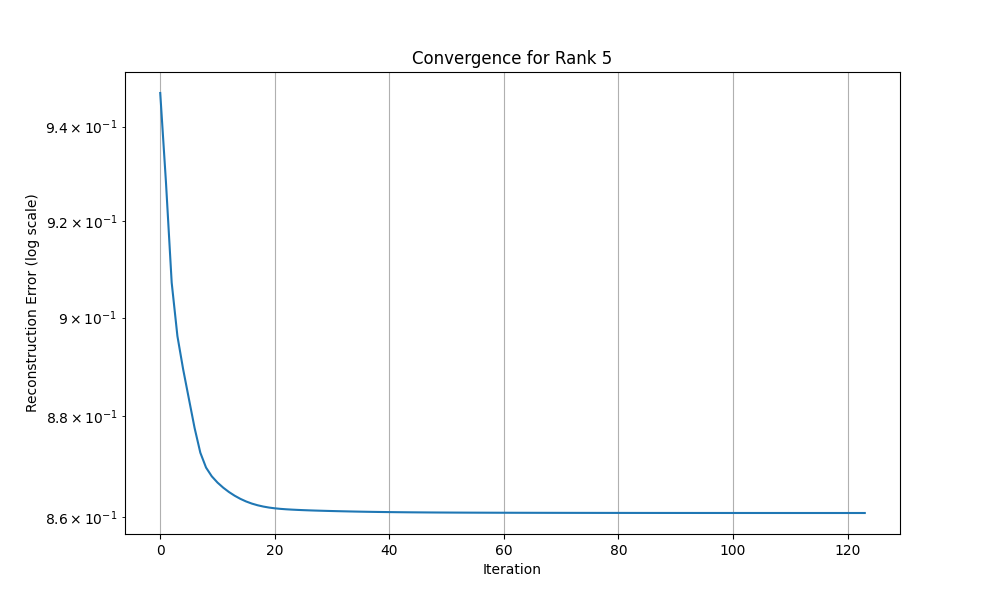 Convergence for Rank 5
Reconstruction Error (log scale)
9.4 × 10⁻¹
9.2 × 10⁻¹
9 × 10⁻¹
8.8 × 10⁻¹
8.6 × 10⁻¹
0 20 40 60 80 100 120
Iteration